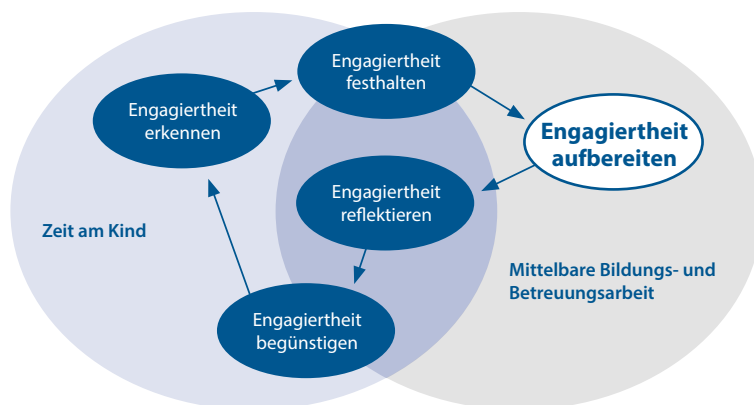 Engagiertheit
festhalten
Engagiertheit
erkennen
Engagiertheit
aufbereiten
Engagiertheit
reflektieren
Zeit am Kind
Mittelbare Bildungs- und
Betreuungsarbeit
Engagiertheit
begünstigen